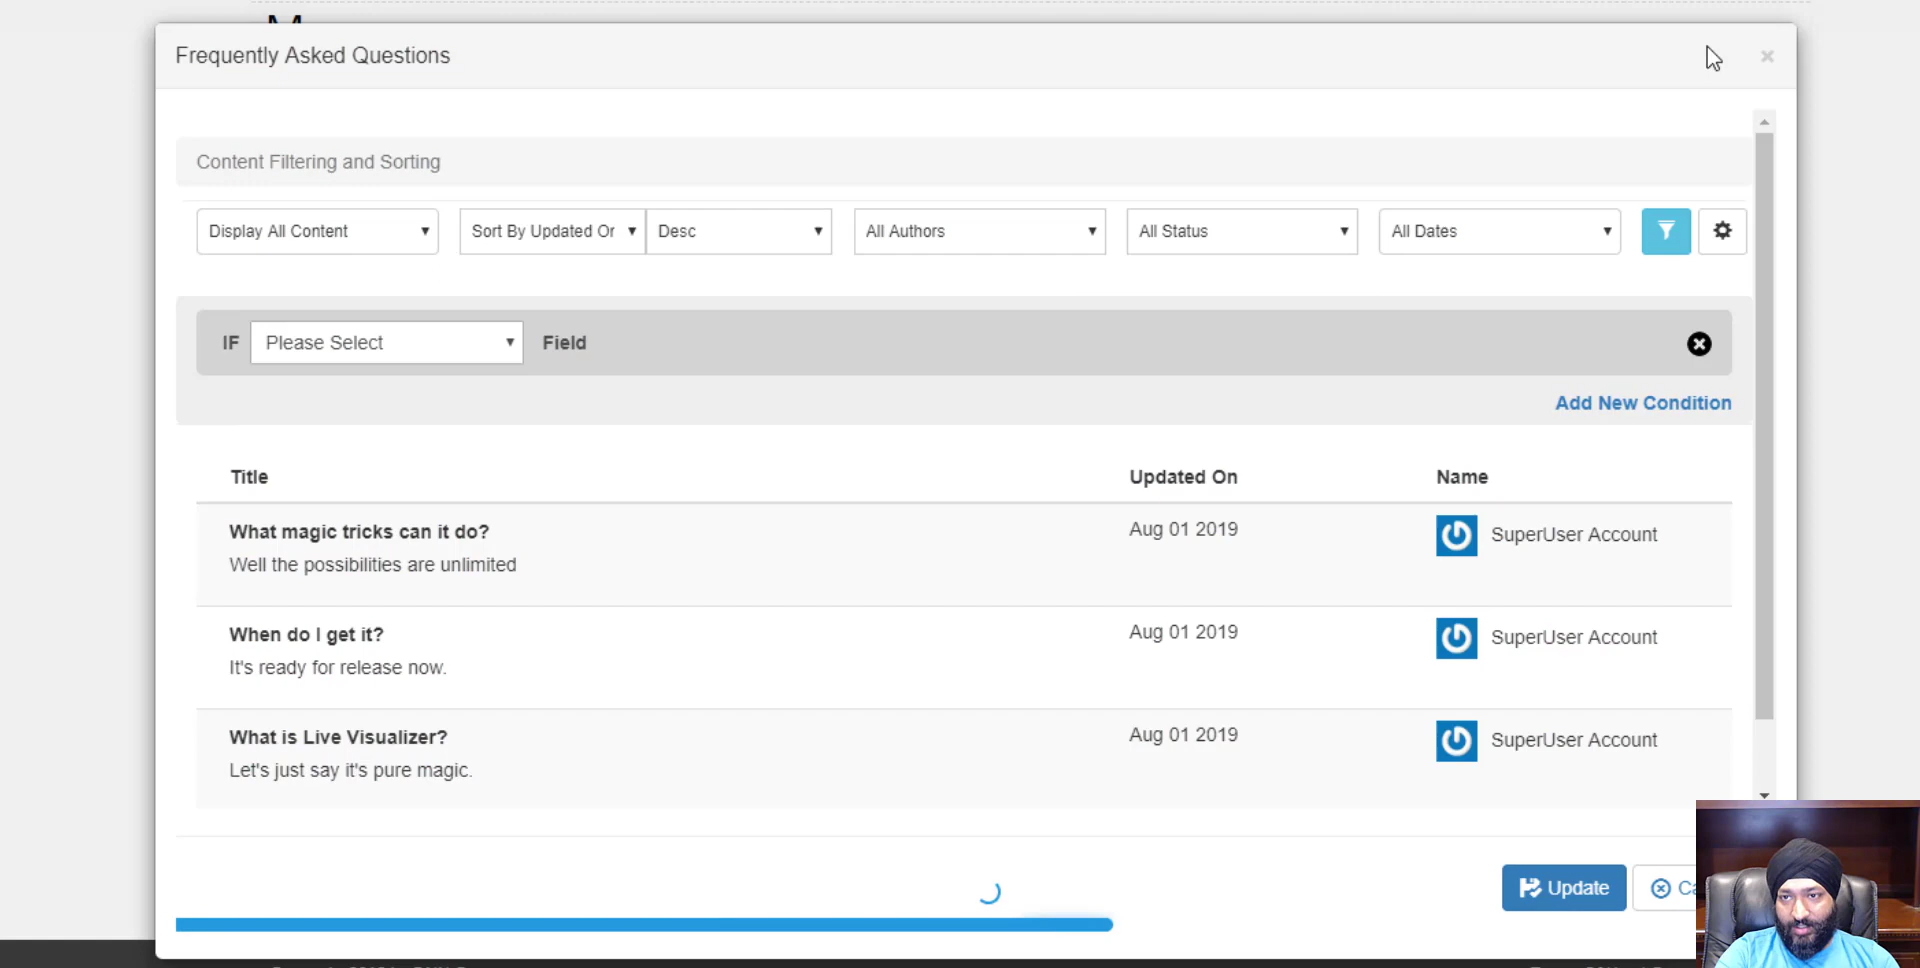 Frequently Asked Questions
Content Filtering and Sorting
Display All Content
Sort By Updated Or
Desc
All Authors
All Status
All Dates
IF
Please Select
Field
Add New Condition
Title
Updated On
Name
What magic tricks can it do?
Well the possibilities are unlimited
Aug 01 2019
SuperUser Account
When do I get it?
It's ready for release now.
Aug 01 2019
SuperUser Account
What is Live Visualizer?
Let's just say it's pure magic.
Aug 01 2019
SuperUser Account
Update